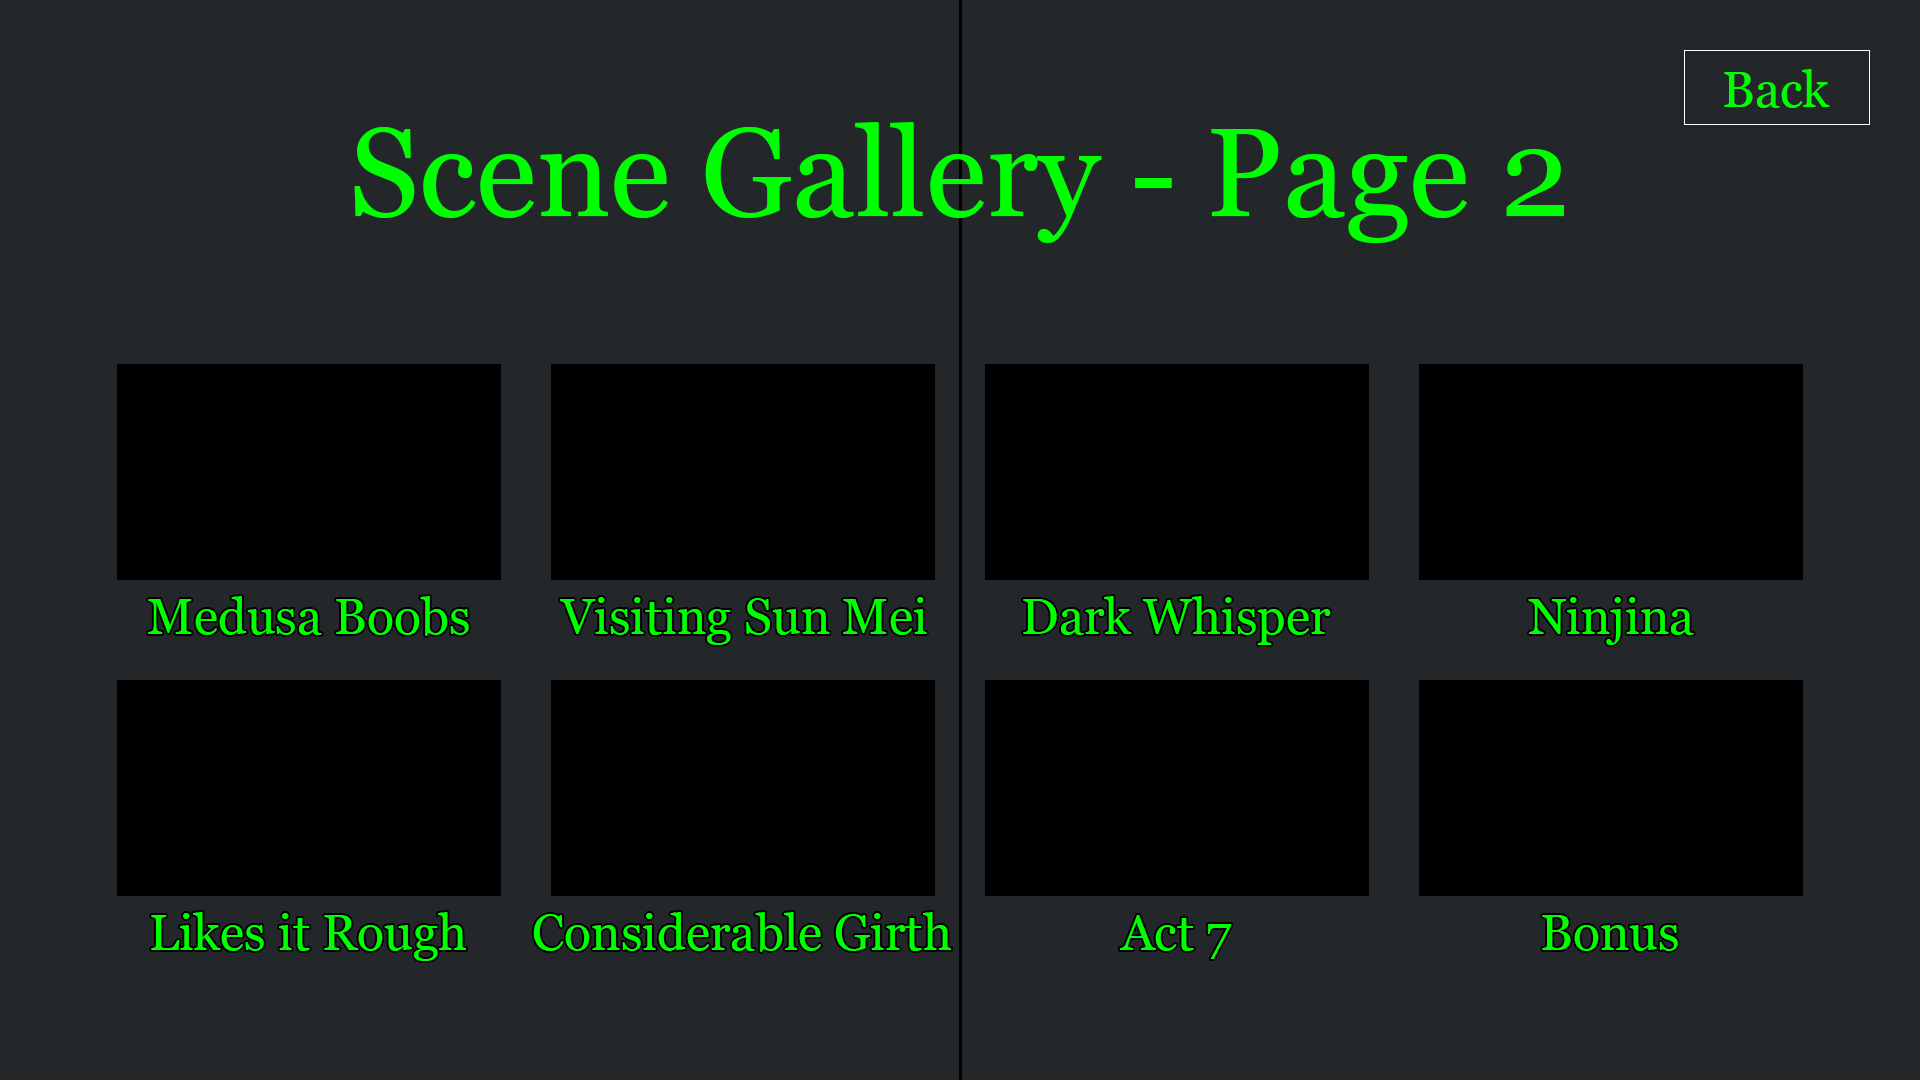 Back
Scene Gallery - Page 2
Medusa Boobs
Visiting Sun Mei
Dark Whisper
Ninjina
Likes it Rough
Considerable Girth
Act 7
Bonus